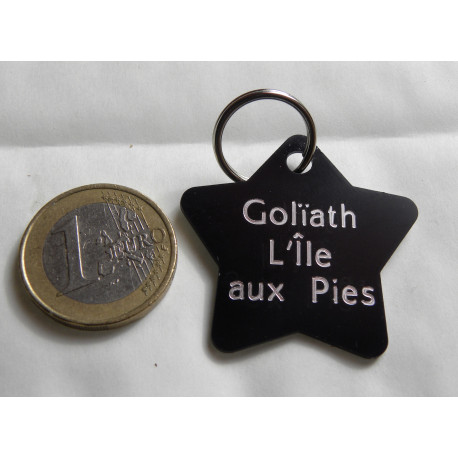 1 EURO
Golïath
L'Île
aux Pies